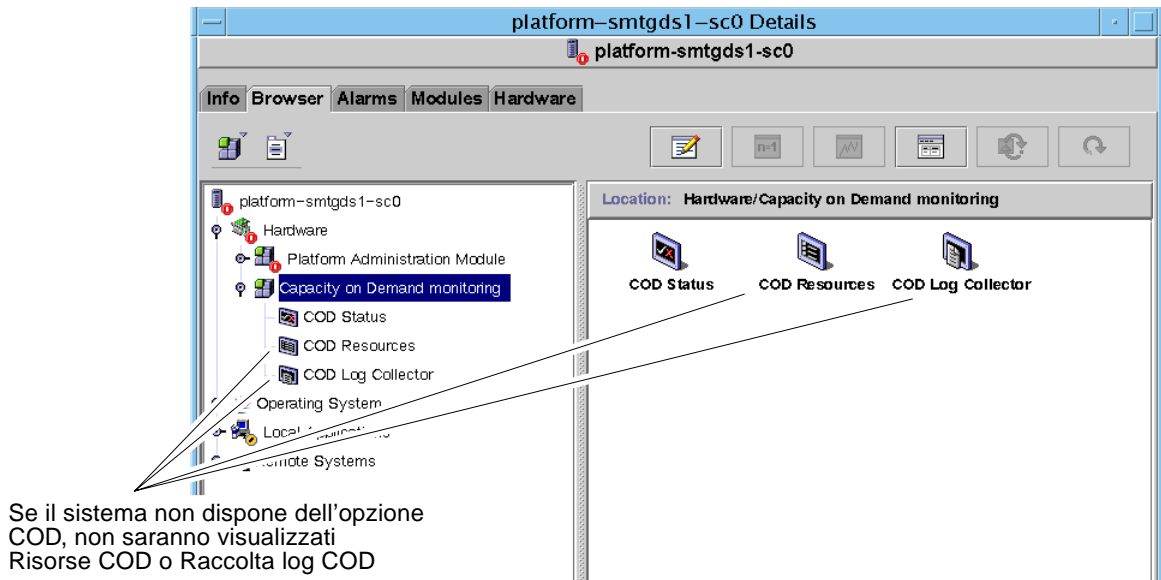 platform-smtgds1-sc0 Details
platform-smtgds1-sc0
Info Browser Alarms Modules Hardware
n=1
platform-smtgds1-sc0
Hardware
Platform Administration Module
Capacity on Demand monitoring
COD Status
COD Resources
COD Log Collector
Operating System
Local
Systems
Location: Hardware/Capacity on Demand monitoring
COD Status
COD Resources
COD Log Collector
Se il sistema non dispone dell'opzione
COD, non saranno visualizzati
Risorse COD o Raccolta log COD